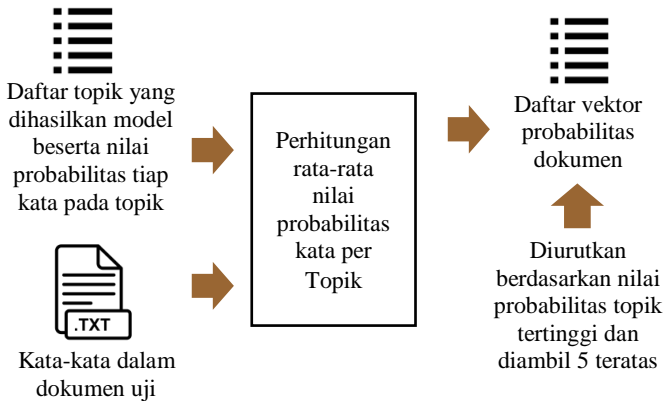 Daftar topik yang
dihasilkan model
beserta nilai
probabilitas tiap
kata pada topik
.TXT
Kata-kata dalam
dokumen uji
Perhitungan
rata-rata
nilai
probabilitas
kata per
Topik
Daftar vektor
probabilitas
dokumen
Diurutkan
berdasarkan nilai
probabilitas topik
tertinggi dan
diambil 5 teratas